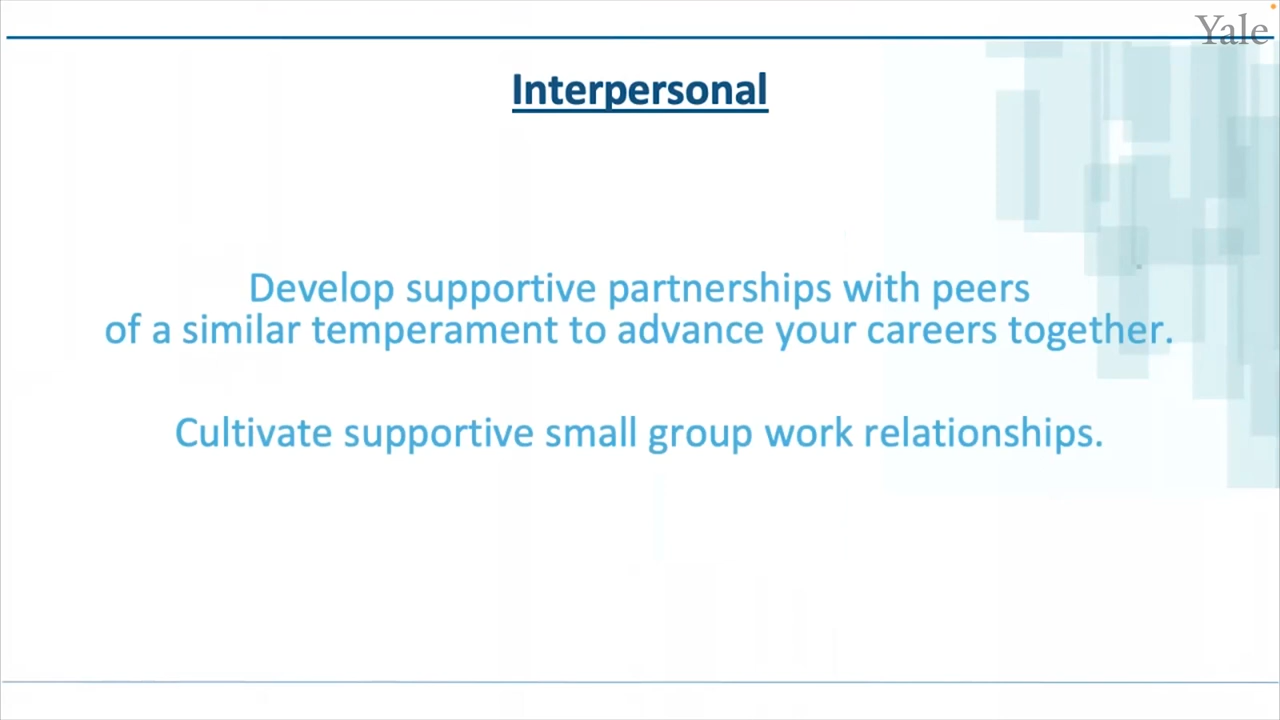 Yale
Interpersonal
Develop supportive partnerships with peers
of a similar temperament to advance your careers together.
Cultivate supportive small group work relationships.